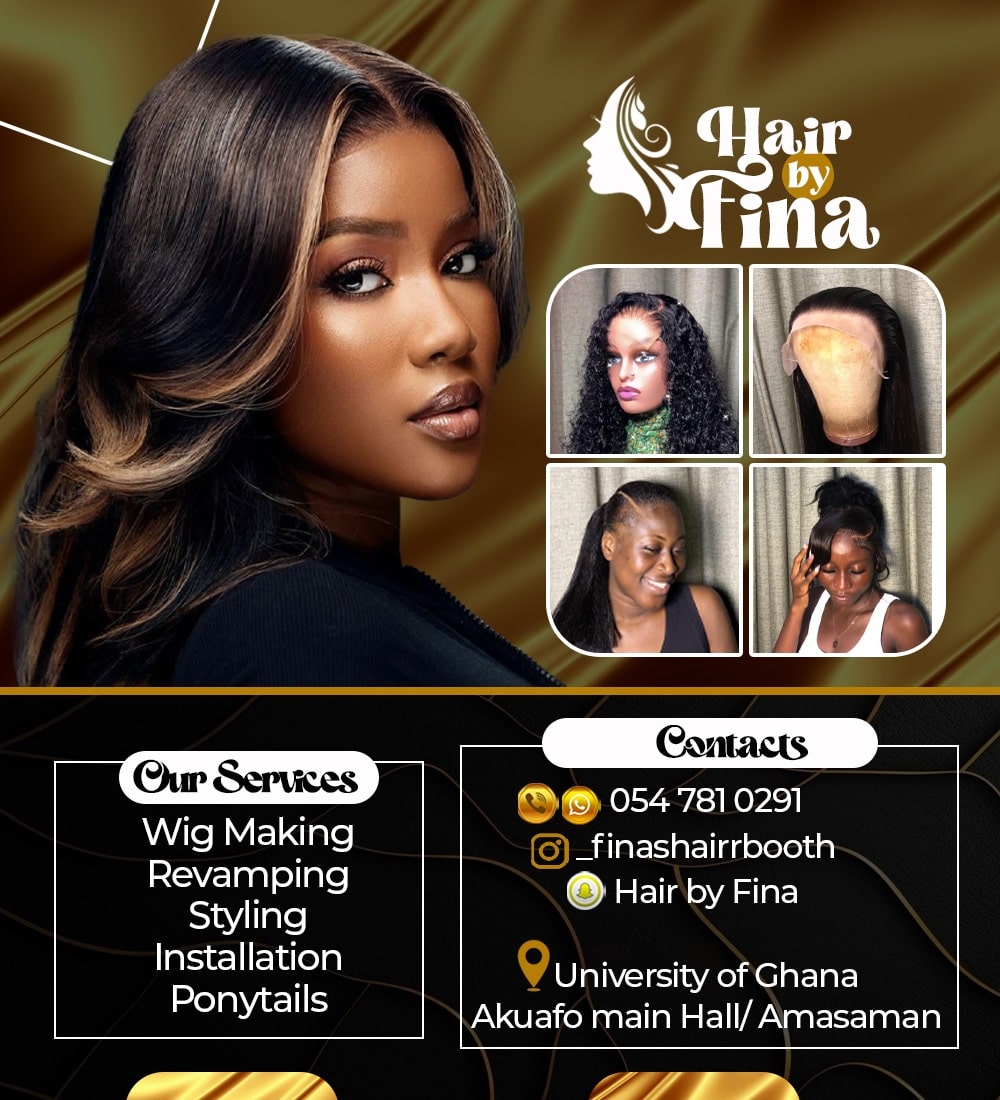 Hair
by
Fina
Our Services
Wig Making
Revamping
Styling
Installation
Ponytails
Contacts
054 781 0291
_finashairrbooth
Hair by Fina
University of Ghana
Akuafo main Hall/ Amasaman